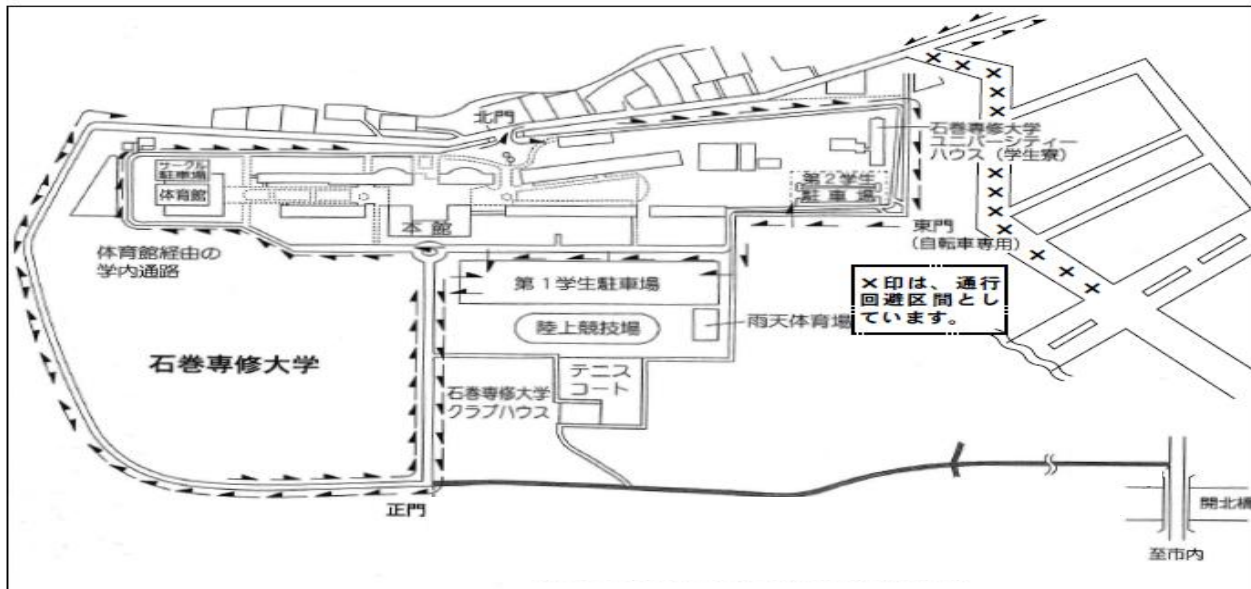 北門
石巻専修大学
ユニバーシティー
ハウス（学生寮）
サークル
駐車場
体育館
第2学生
駐車場
本館
東門
（自転車専用）
体育館経由の
学内通路
第1学生駐車場
×印は、通行
回避区間とし
ています。
陸上競技場
雨天体育場
石巻専修大学
テニス
コート
石巻専修大学
クラブハウス
正門
開北橋
至市内